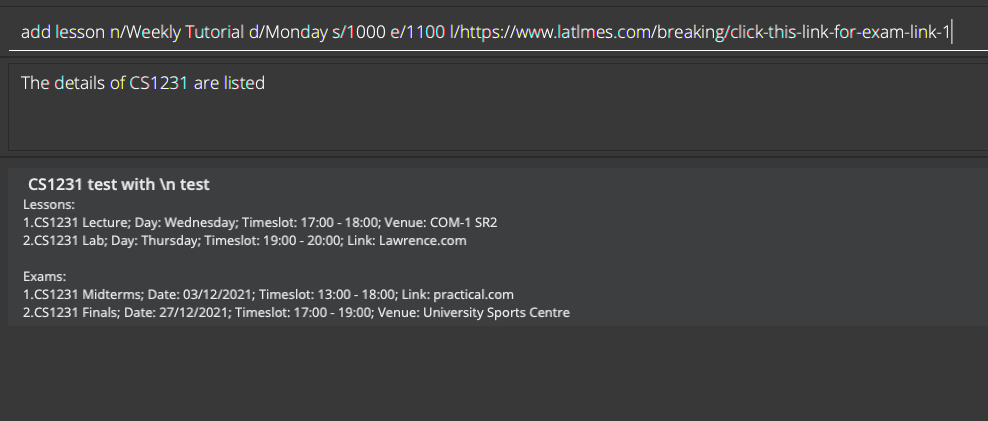 add lesson n/Weekly Tutorial d/Monday s/1000 e/1100 l/https://www.latlmes.com/breaking/click-this-link-for-exam-link-1
The details of CS1231 are listed
CS1231 test with \n test
Lessons:
1.CS1231 Lecture; Day: Wednesday; Timeslot: 17:00 - 18:00; Venue: COM-1 SR2
2.CS1231 Lab; Day: Thursday; Timeslot: 19:00 - 20:00; Link: Lawrence.com
Exams:
1.CS1231 Midterms; Date: 03/12/2021; Timeslot: 13:00 - 18:00; Link: practical.com
2.CS1231 Finals; Date: 27/12/2021; Timeslot: 17:00 - 19:00; Venue: University Sports Centre